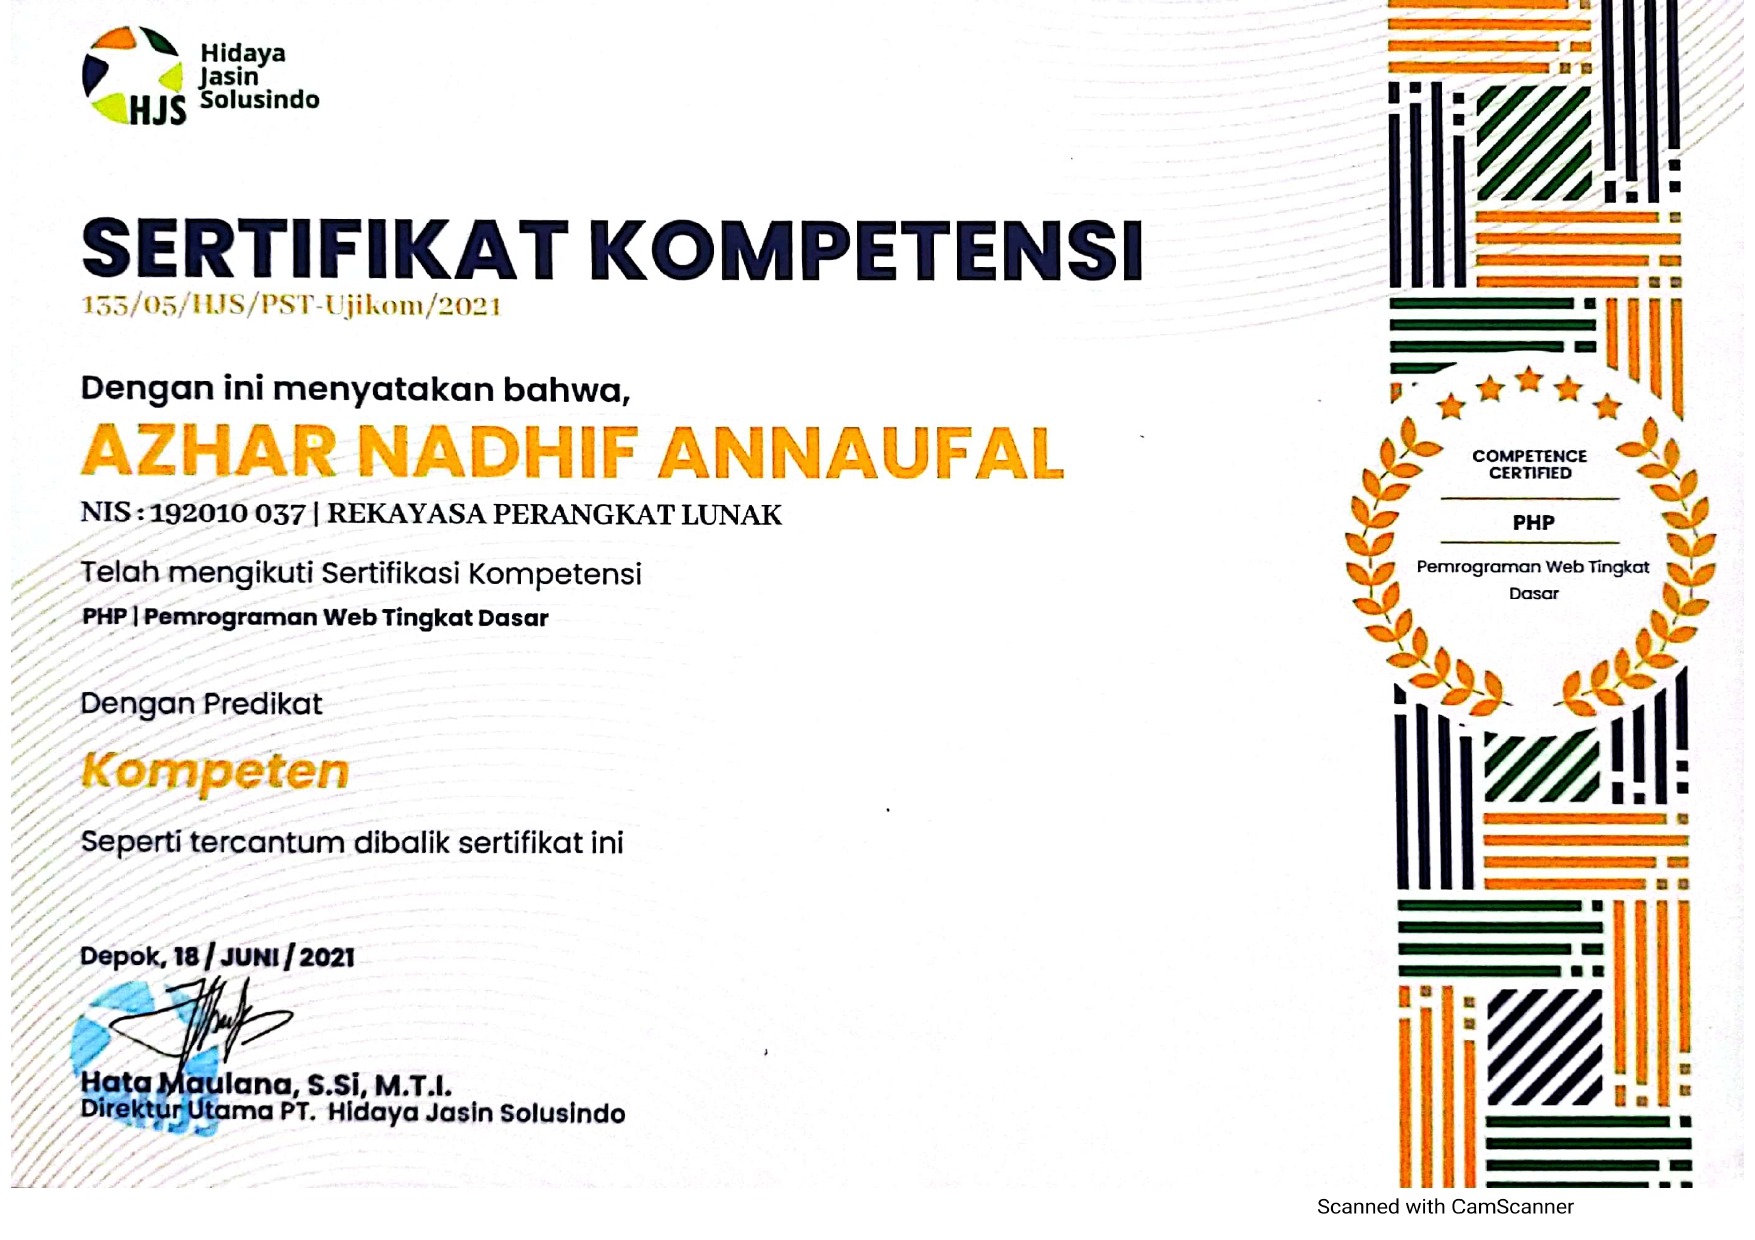 Hidaya
Jasin
Solusindo
HJS
SERTIFIKAT KOMPETENSI
133/05/HJS/PST-Ujikom/2021
Dengan ini menyatakan bahwa,
AZHAR NADHIF ANNAUFAL
NIS : 192010 037 | REKAYASA PERANGKAT LUNAK
Telah mengikuti Sertifikasi Kompetensi
PHP | Pemrograman Web Tingkat Dasar
Dengan Predikat
Kompeten
Seperti tercantum dibalik sertifikat ini
Depok, 18 / JUNI / 2021
Hata Maulana, S.Si, M.T.I.
Direktur Utama PT. Hidaya Jasin Solusindo
HJS
COMPETENCE
CERTIFIED
PHP
Pemrograman Web Tingkat
Dasar
Scanned with CamScanner